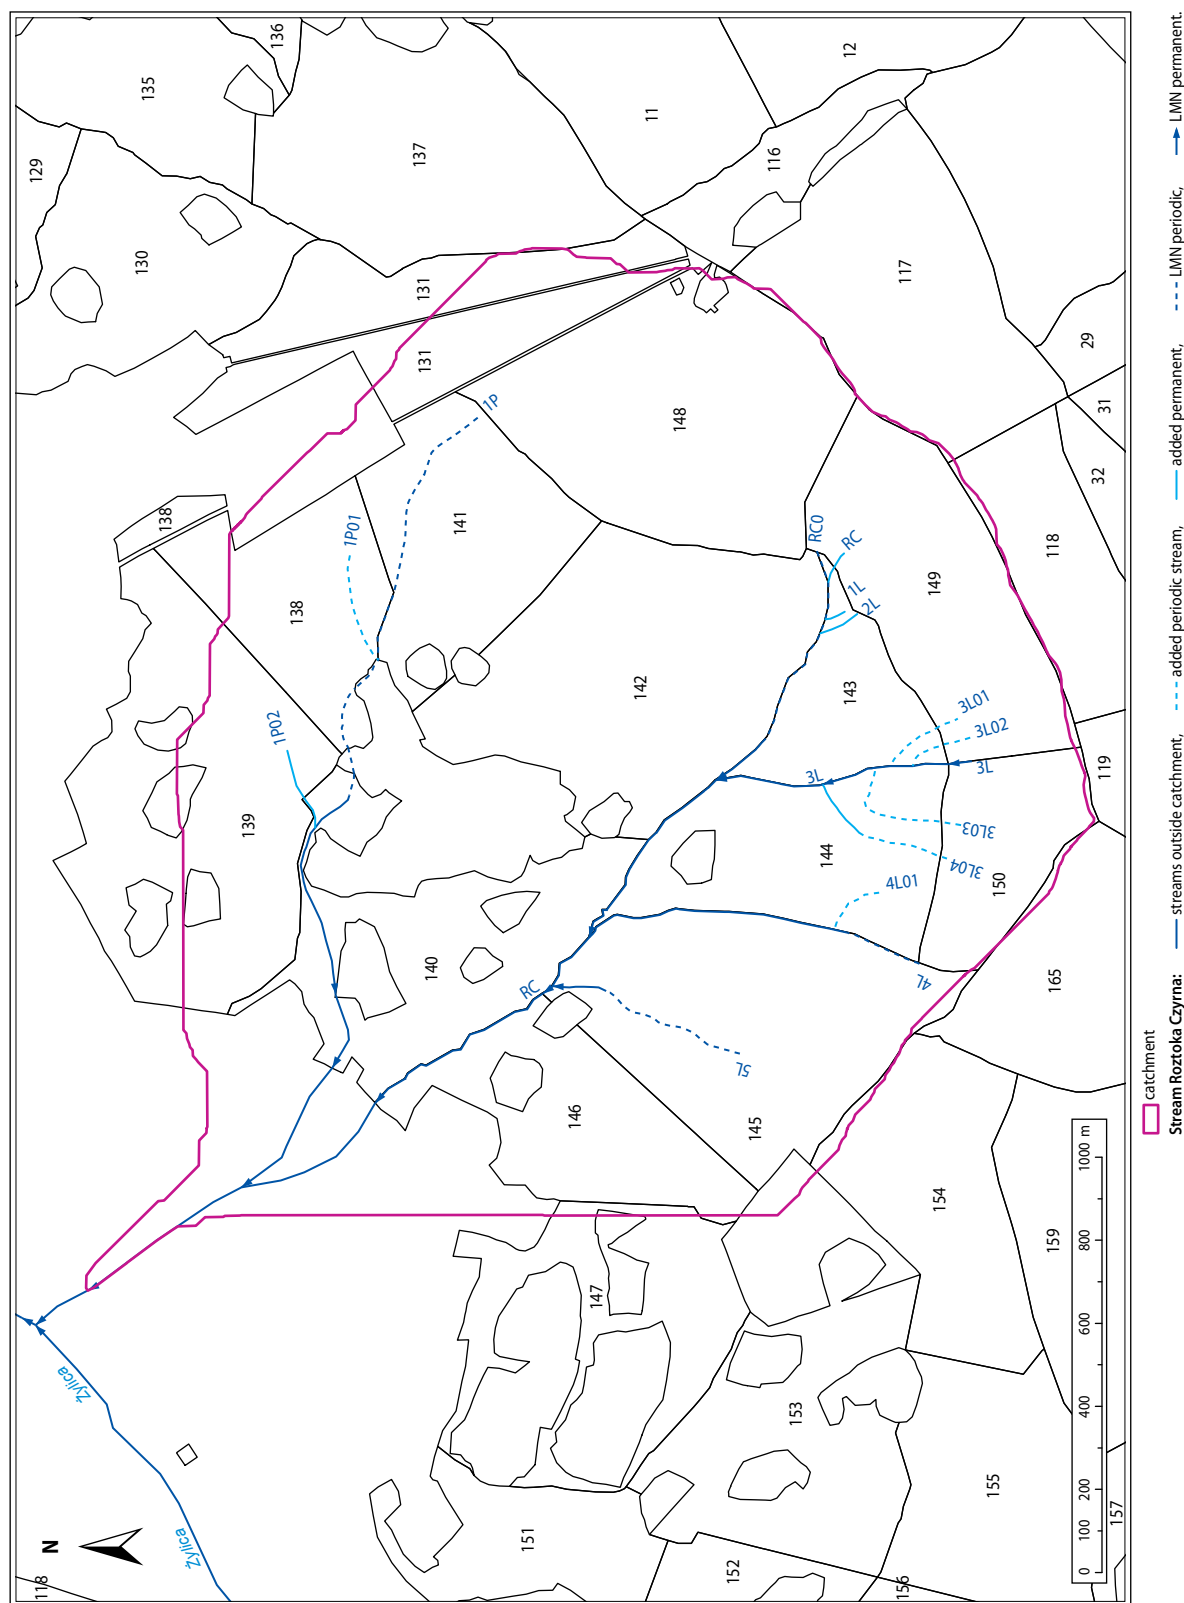 N
118
Żylica
Żylica
129
135
136
130
137
11
12
116
131
131
117
29
31
32
118
119
138
138
1P01
1P
141
148
RC0
RC
1L
2L
149
142
143
139
1P02
3L01
3L02
3L
3L
3L03
3L04
144
150
4L01
4L
140
RC
5L
165
146
145
154
159
147
153
151
152
155
156
157
0 100 200 400 600 800 1000 m
catchment
Stream Roztoka Czyrna: streams outside catchment, added periodic stream, added permanent, LMN periodic, LMN permanent.